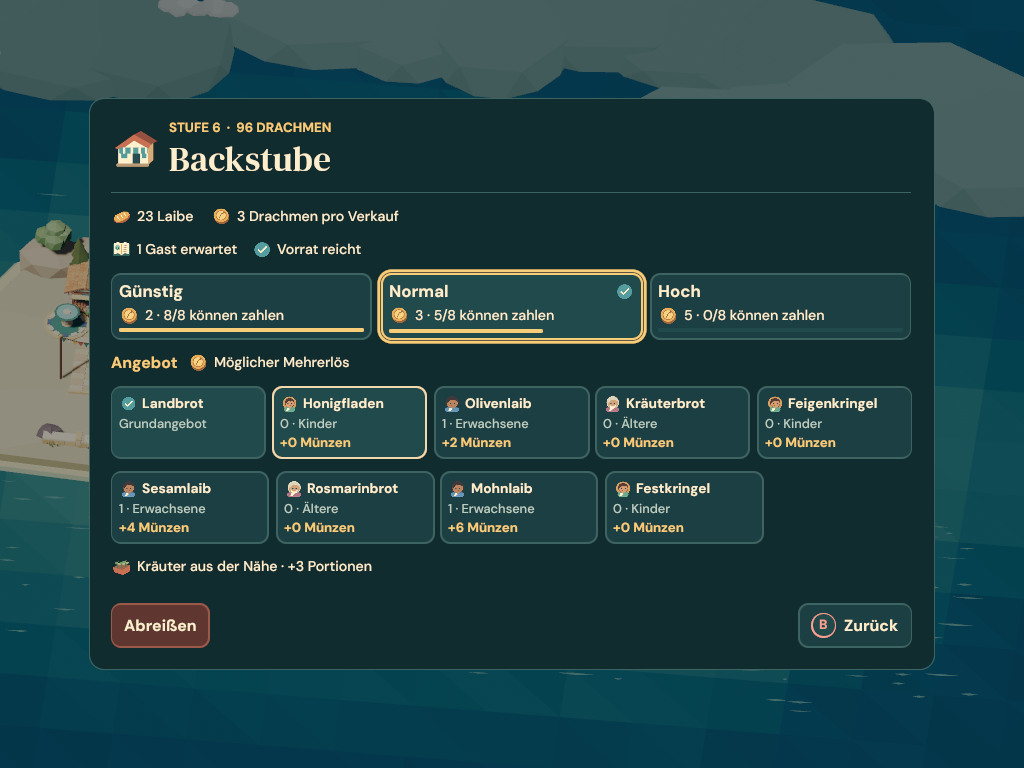 STUFE 6 · 96 DRACHMEN
Backstube
23 Laibe 3 Drachmen pro Verkauf
1 Gast erwartet Vorrat reicht
Günstig
2 · 8/8 können zahlen
Normal
3 · 5/8 können zahlen
Hoch
5 · 0/8 können zahlen
Angebot Möglicher Mehrerlös
Landbrot
Grundangebot
Honigfladen
0 · Kinder
+0 Münzen
Olivenlaib
1 · Erwachsene
+2 Münzen
Kräuterbrot
0 · Ältere
+0 Münzen
Feigenkringel
0 · Kinder
+0 Münzen
Sesamlaib
1 · Erwachsene
+4 Münzen
Rosmarinbrot
0 · Ältere
+0 Münzen
Mohnlaib
1 · Erwachsene
+6 Münzen
Festkringel
0 · Kinder
+0 Münzen
Kräuter aus der Nähe · +3 Portionen
Abreißen
B Zurück